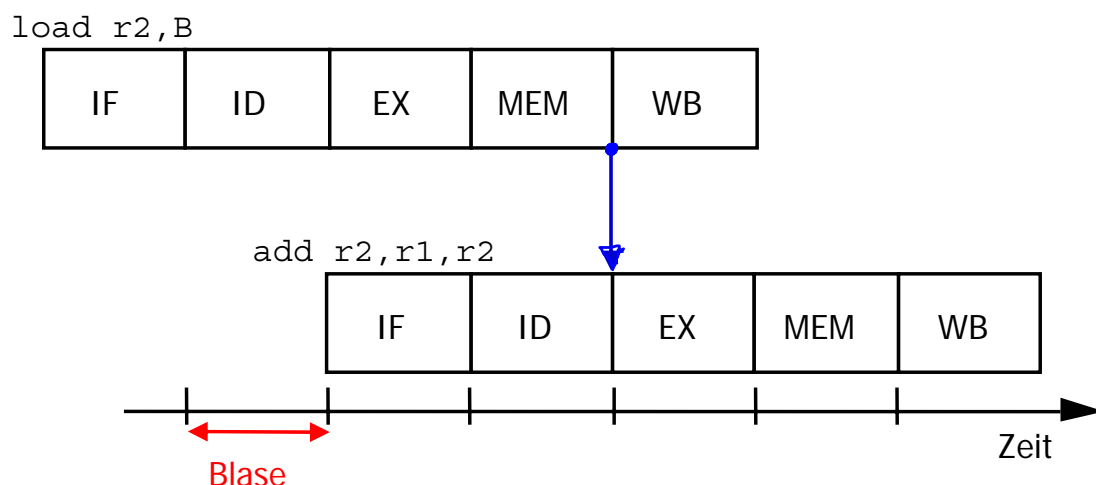 load r2,B
IF ID EX MEM WB
add r2,r1,r2
IF ID EX MEM WB
Zeit
Blase